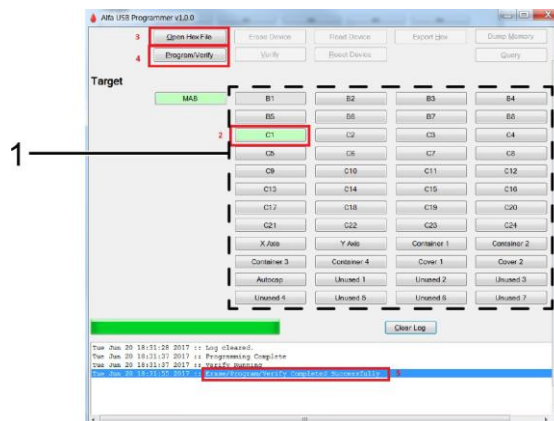 Alfa USB Programmer v1.0.0
3 Open Hex File Erase Device Read Device Export Hex Dump Memory
4 Program/Verify Verify Reset Device Query
Target
MAB B1 B2 B3 B4
B5 B6 B7 B8
2 C1 C2 C3 C4
1
C5 C6 C7 C8
C9 C10 C11 C12
C13 C14 C15 C16
C17 C18 C19 C20
C21 C22 C23 C24
X Axis Y Axis Container 1 Container 2
Container 3 Container 4 Cover 1 Cover 2
Autocap Unused 1 Unused 2 Unused 3
Unused 4 Unused 5 Unused 6 Unused 7
Clear Log
Tue Jun 20 18:31:28 2017 :: Log cleared.
Tue Jun 20 18:31:37 2017 :: Programming Complete
Tue Jun 20 18:31:37 2017 :: Verify Running
Tue Jun 20 18:31:55 2017 :: Erase/Program/Verify Completed Successfully 5